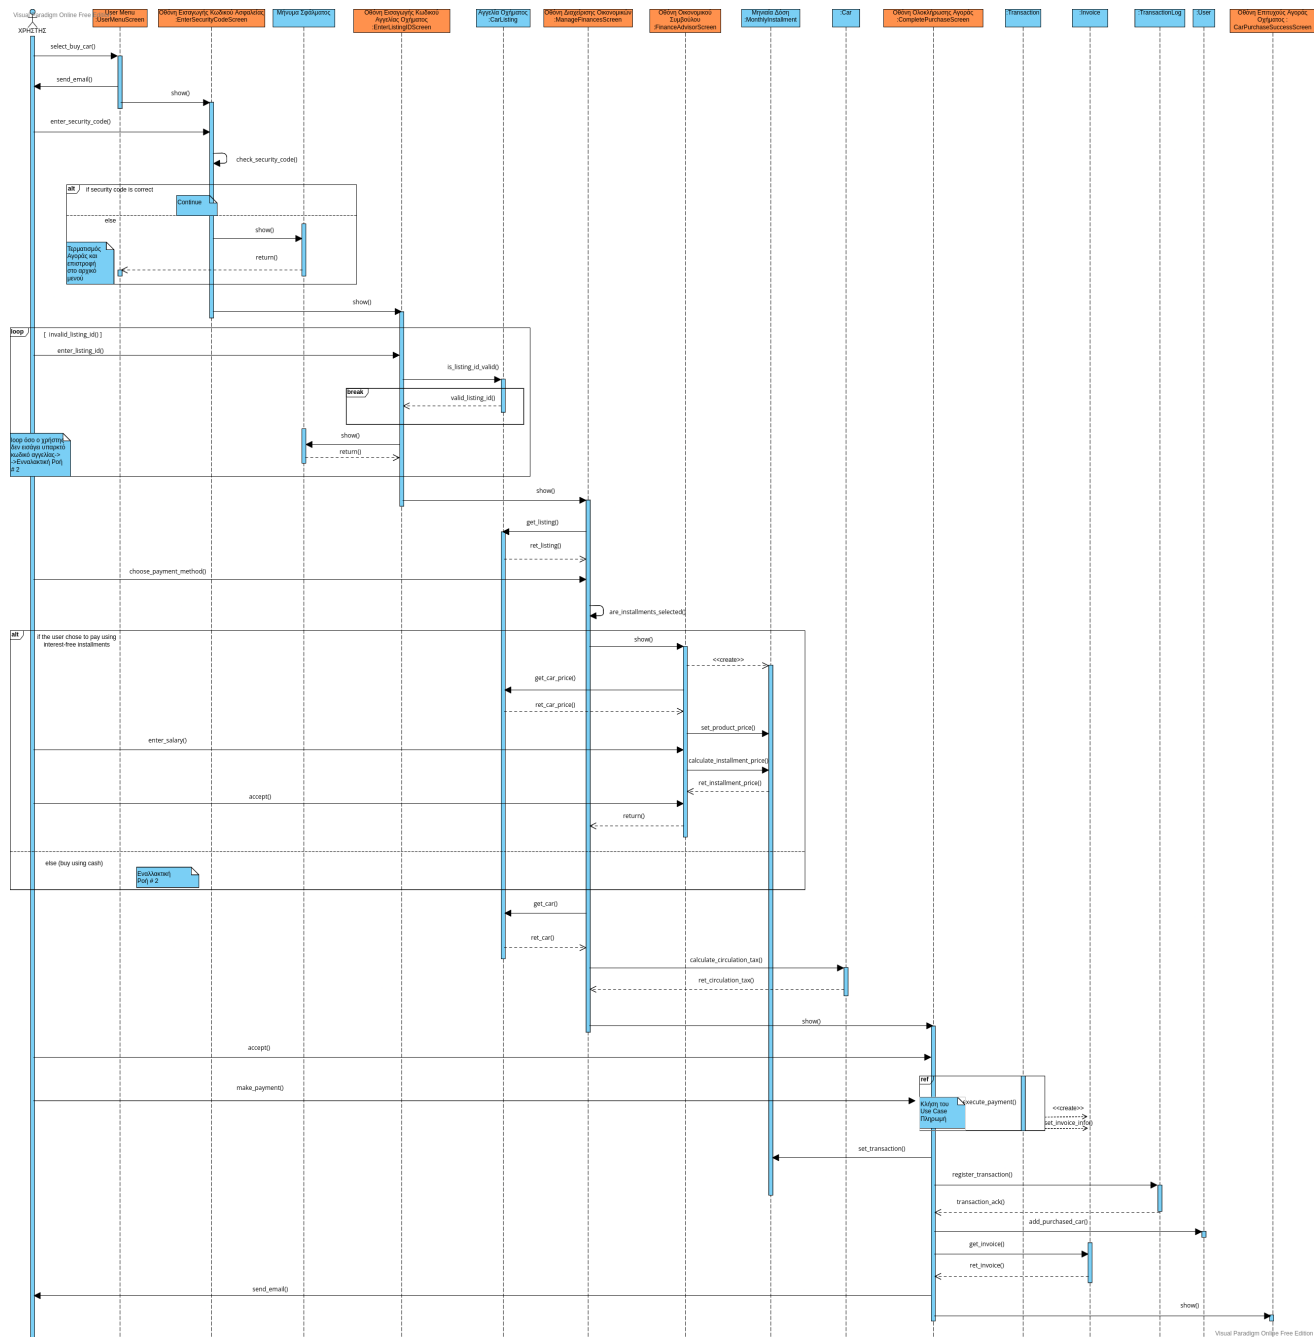 Visual Paradigm Online Free E
ΧΡΗΣΤΗΣ
User Menu
:UserMenuScreen
Οθόνη Εισαγωγής Κωδικού Ασφαλείας
:EnterSecurityCodeScreen
Μήνυμα Σφάλματος
Οθόνη Εισαγωγής Κωδικού
Αγγελίας Οχήματος
:EnterListingIDScreen
Αγγελία Οχήματος
:CarListing
Οθόνη Διαχείρισης Οικονομικών
:ManageFinancesScreen
Οθόνη Οικονομικού
Συμβούλου
:FinanceAdvisorScreen
Μηνιαία Δόση
:MonthlyInstallment
:Car
Οθόνη Ολοκλήρωσης Αγοράς
:CompletePurchaseScreen
:Transaction
:Invoice
:TransactionLog
:User
Οθόνη Επιτυχούς Αγοράς
Οχήματος :
CarPurchaseSuccessScreen
select_buy_car()
send_email()
show()
enter_security_code()
check_security_code()
alt
if security code is correct
Continue
else
show()
Τερματισμός
Αγοράς και
επιστροφή
στο αρχικό
μενού
return()
show()
loop
[ invalid_listing_id() ]
enter_listing_id()
is_listing_id_valid()
break
valid_listing_id()
loop όσο ο χρήστης
δεν εισάγει υπαρκτό
κωδικό αγγελίας->
->Ενναλακτική Ροή
# 2
show()
return()
show()
get_listing()
ret_listing()
choose_payment_method()
are_installments_selected()
alt
if the user chose to pay using
interest-free installments
show()
<<create>>
get_car_price()
ret_car_price()
set_product_price()
enter_salary()
calculate_installment_price()
ret_installment_price()
accept()
return()
else (buy using cash)
Εναλλακτική
Ροή # 2
get_car()
ret_car()
calculate_circulation_tax()
ret_circulation_tax()
show()
accept()
ref
make_payment()
Κλήση του
Use Case
Πληρωμή
execute_payment()
<<create>>
set_invoice_info()
set_transaction()
register_transaction()
transaction_ack()
add_purchased_car()
get_invoice()
ret_invoice()
send_email()
show()
Visual Paradigm Online Free Edition